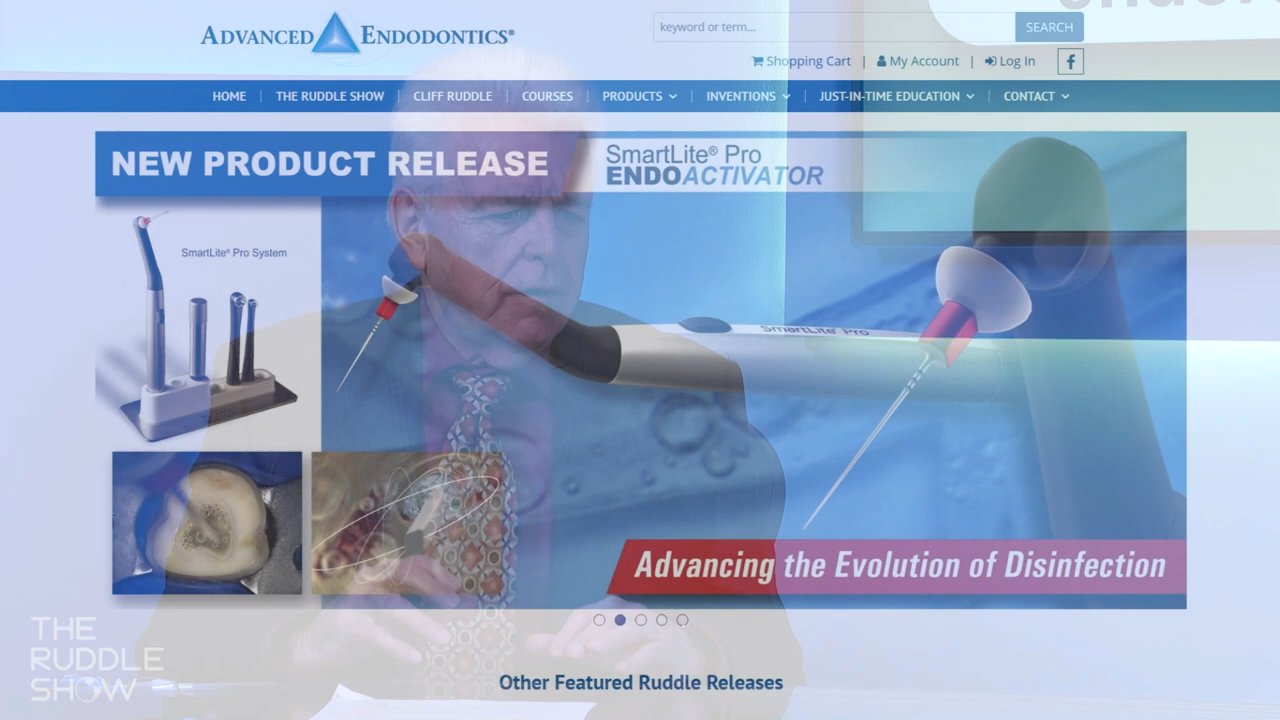 ADVANCED ENDODONTICS®
keyword or term...
SEARCH
Shopping Cart | My Account | Log In
HOME | THE RUDDLE SHOW | CLIFF RUDDLE | COURSES | PRODUCTS | INVENTIONS | JUST-IN-TIME EDUCATION | CONTACT
NEW PRODUCT RELEASE
SmartLite® Pro
ENDOACTIVATOR
SmartLite® Pro System
SmartLite® Pro
Advancing the Evolution of Disinfection
Other Featured Ruddle Releases
THE
RUDDLE
SHOW